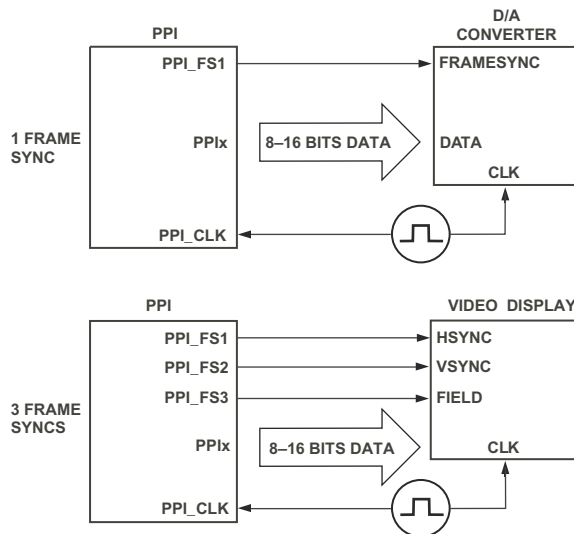 PPI
D/A
CONVERTER
PPI_FS1
FRAMESYNC
1 FRAME
SYNC
PPIx
8–16 BITS DATA
DATA
CLK
PPI_CLK
PPI
VIDEO DISPLAY
PPI_FS1
HSYNC
PPI_FS2
VSYNC
PPI_FS3
FIELD
3 FRAME
SYNCS
PPIx
8–16 BITS DATA
CLK
PPI_CLK